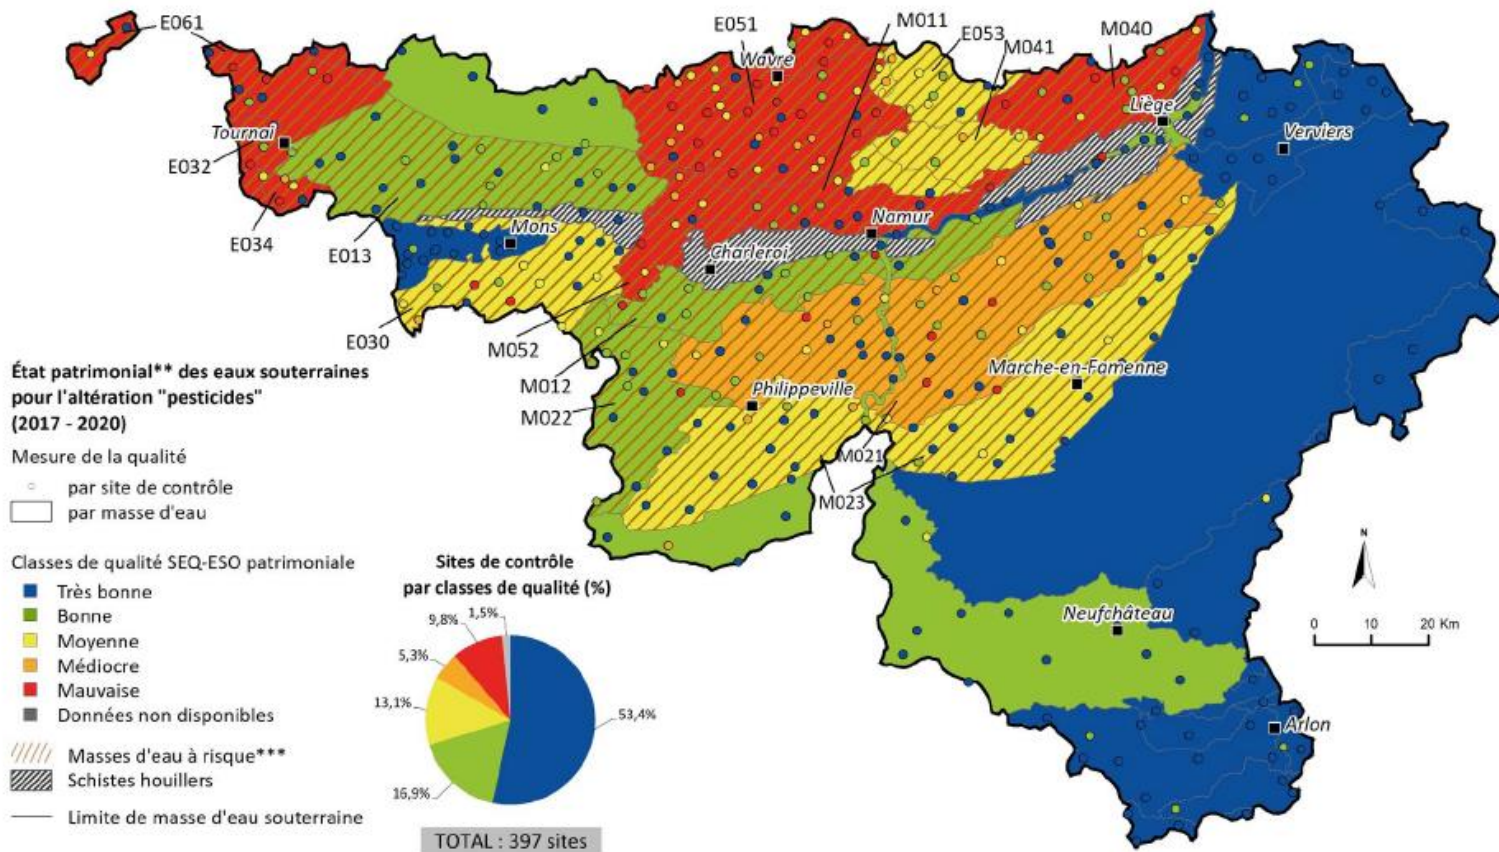 E061
E051
M011
E053
M041
M040
Wavre
Liège
Verviers
Tournai
E032
E034
E013
Mons
Namur
Charleroi
E030
M052
M012
M022
Philippeville
Marche-en-Famenne
M021
M023
Neufchâteau
Arlon
N
0 10 20 Km
État patrimonial** des eaux souterraines
pour l'altération "pesticides"
(2017 - 2020)
Mesure de la qualité
par site de contrôle
par masse d'eau
Classes de qualité SEQ-ESO patrimoniale
Très bonne
Bonne
Moyenne
Médiocre
Mauvaise
Données non disponibles
Masses d'eau à risque***
Schistes houillers
Limite de masse d'eau souterraine
Sites de contrôle
par classes de qualité (%)
1,5%
9,8%
5,3%
13,1%
53,4%
16,9%
TOTAL : 397 sites